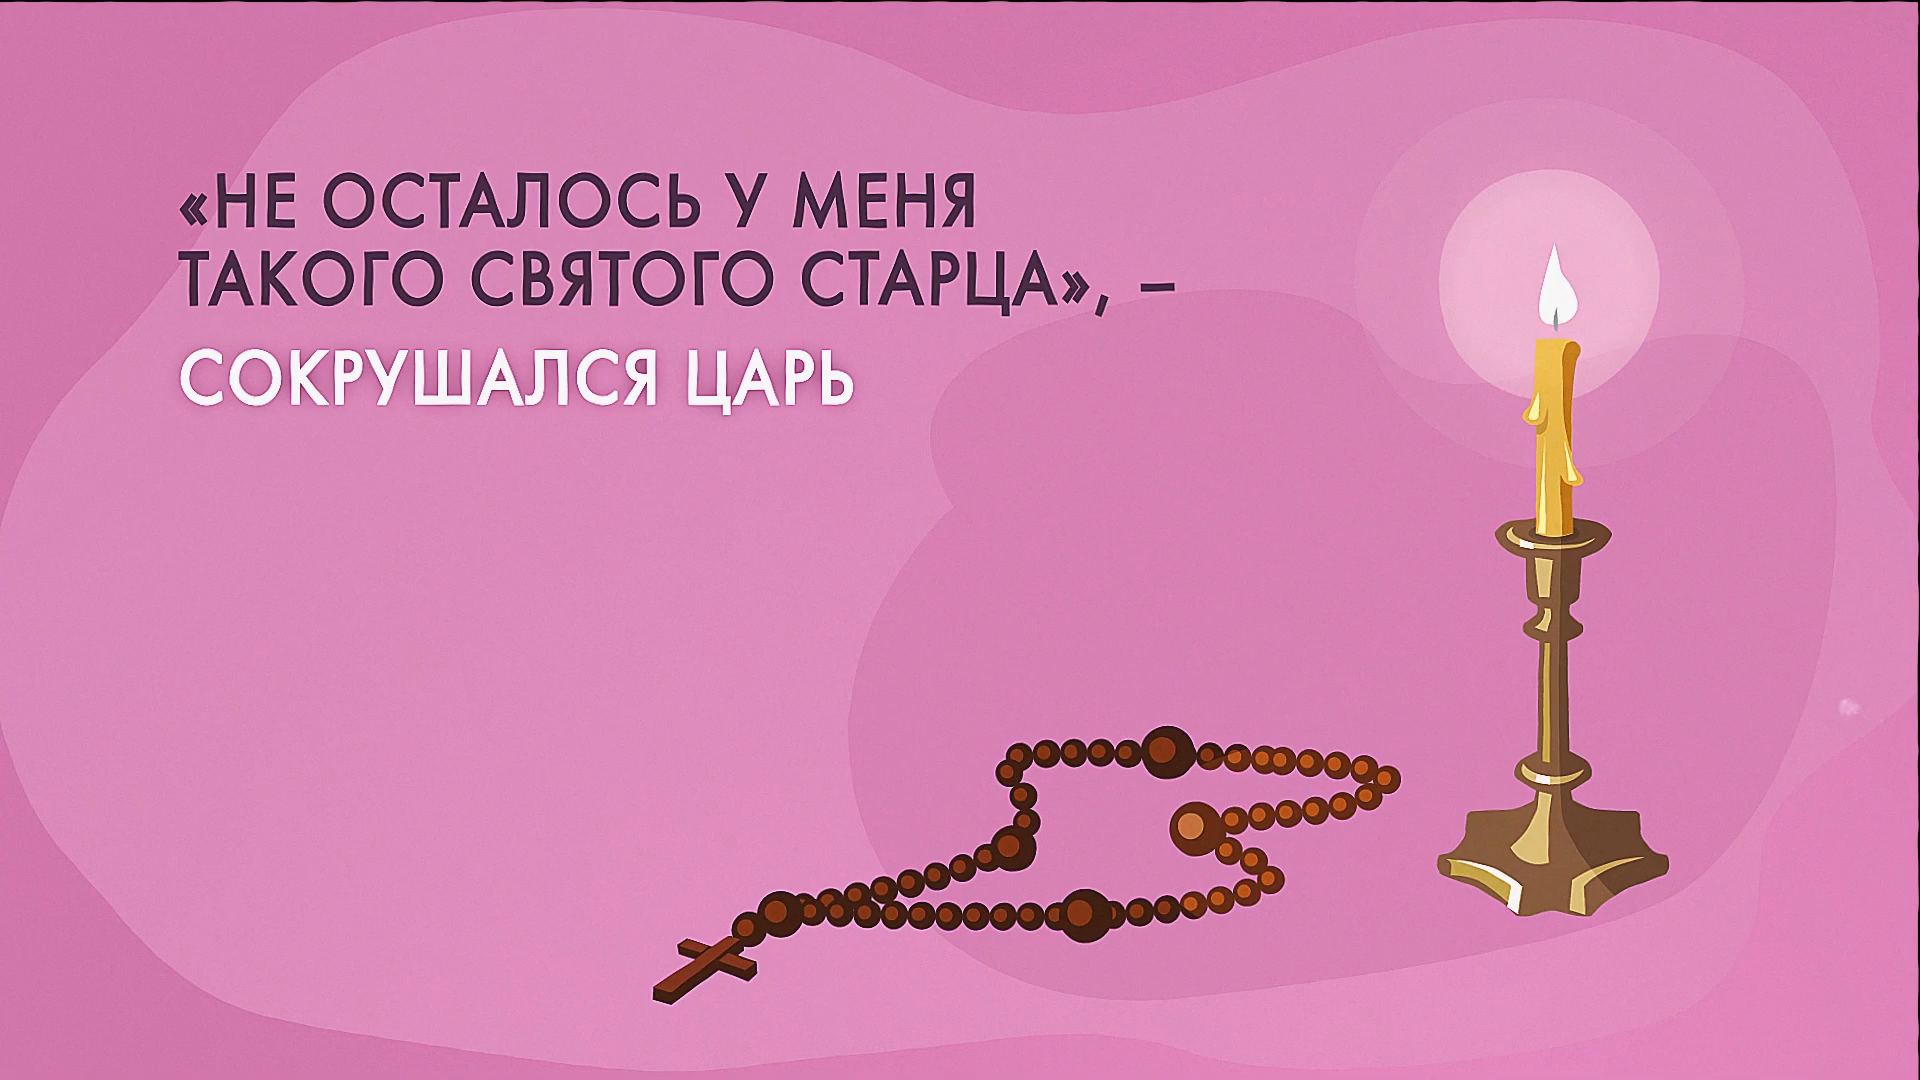 «НЕ ОСТАЛОСЬ У МЕНЯ
ТАКОГО СВЯТОГО СТАРЦА», –
СОКРУШАЛСЯ ЦАРЬ